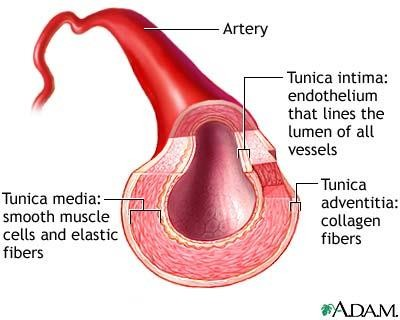 Artery
Tunica intima:
endothelium
that lines the
lumen of all
vessels
Tunica media:
smooth muscle
cells and elastic
fibers
Tunica
adventitia:
collagen
fibers
ADAM.